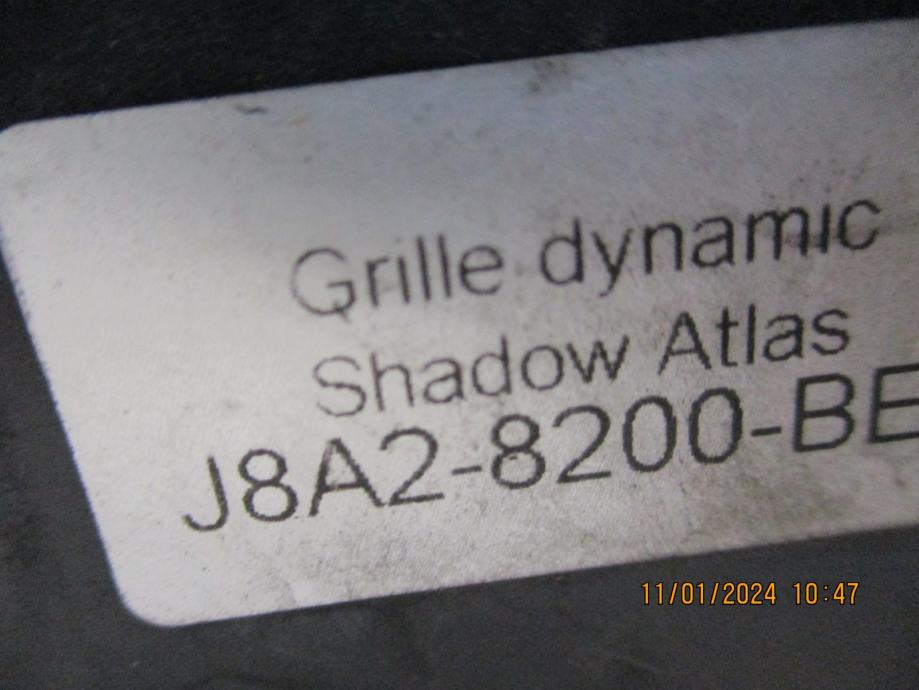 Grille dynamic
Shadow Atlas
J8A2-8200-BE
11/01/2024 10:47